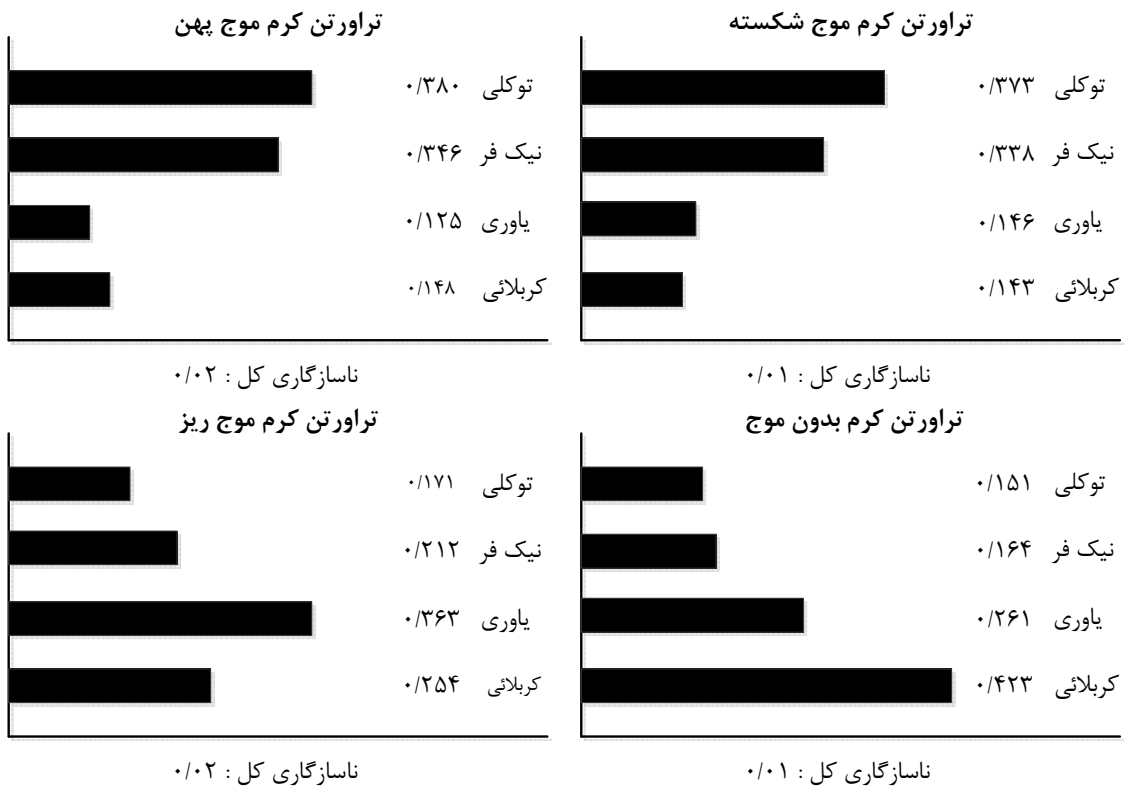 تراورتن کرم موج شکسته
توکلی ۰/۳۷۳
نیک فر ۰/۳۳۸
یاوری ۰/۱۴۶
کربلائی ۰/۱۴۳
ناسازگاری کل : ۰/۰۱
تراورتن کرم موج پهن
توکلی ۰/۳۸۰
نیک فر ۰/۳۴۶
یاوری ۰/۱۲۵
کربلائی ۰/۱۴۸
ناسازگاری کل : ۰/۰۲
تراورتن کرم بدون موج
توکلی ۰/۱۵۱
نیک فر ۰/۱۶۴
یاوری ۰/۲۶۱
کربلائی ۰/۴۲۳
ناسازگاری کل : ۰/۰۱
تراورتن کرم موج ریز
توکلی ۰/۱۷۱
نیک فر ۰/۲۱۲
یاوری ۰/۳۶۳
کربلائی ۰/۲۵۴
ناسازگاری کل : ۰/۰۲